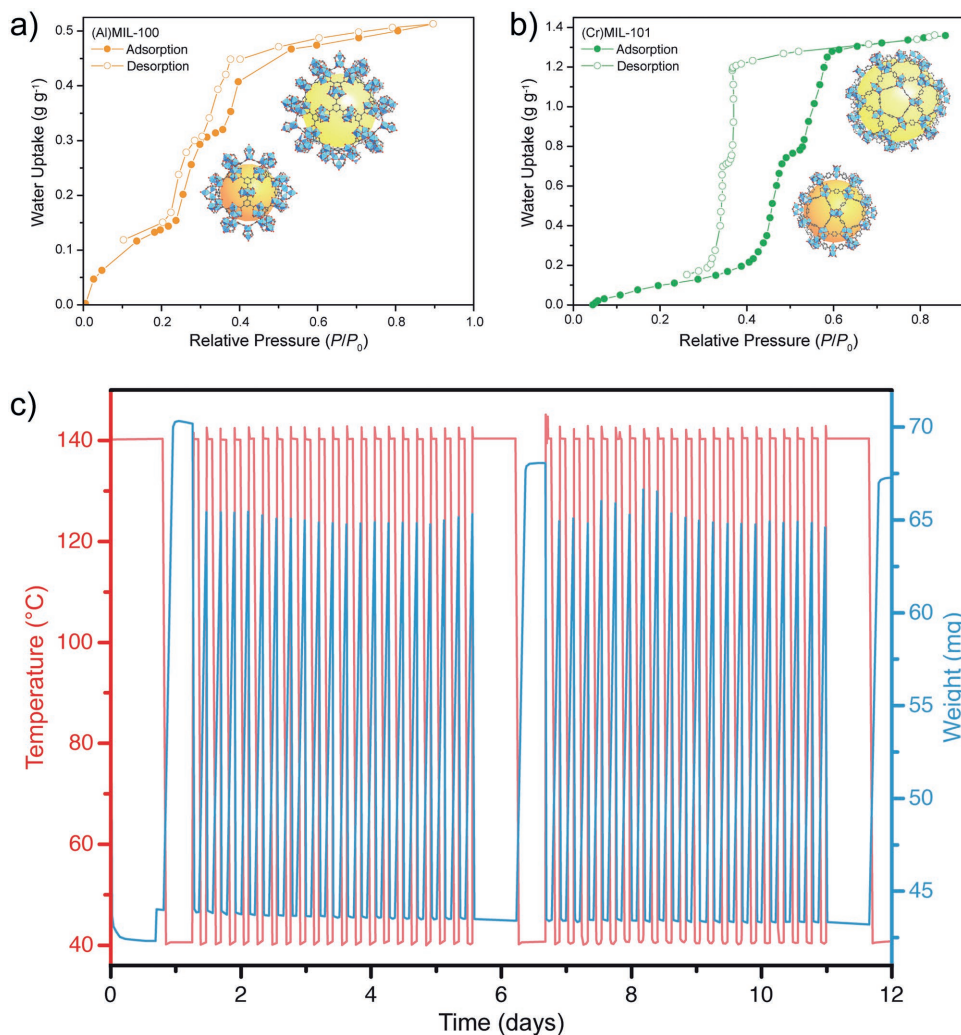 a)
(Al)MIL-100
Adsorption
Desorption
0.5
0.4
0.3
0.2
0.1
0.0
Water Uptake (g g⁻¹)
0.0 0.2 0.4 0.6 0.8 1.0
Relative Pressure (P/P₀)
b)
(Cr)MIL-101
Adsorption
Desorption
1.4
1.2
1.0
0.8
0.6
0.4
0.2
0.0
Water Uptake (g g⁻¹)
0.0 0.2 0.4 0.6 0.8
Relative Pressure (P/P₀)
c)
140
120
100
80
60
40
Temperature (°C)
70
65
60
55
50
45
Weight (mg)
0 2 4 6 8 10 12
Time (days)